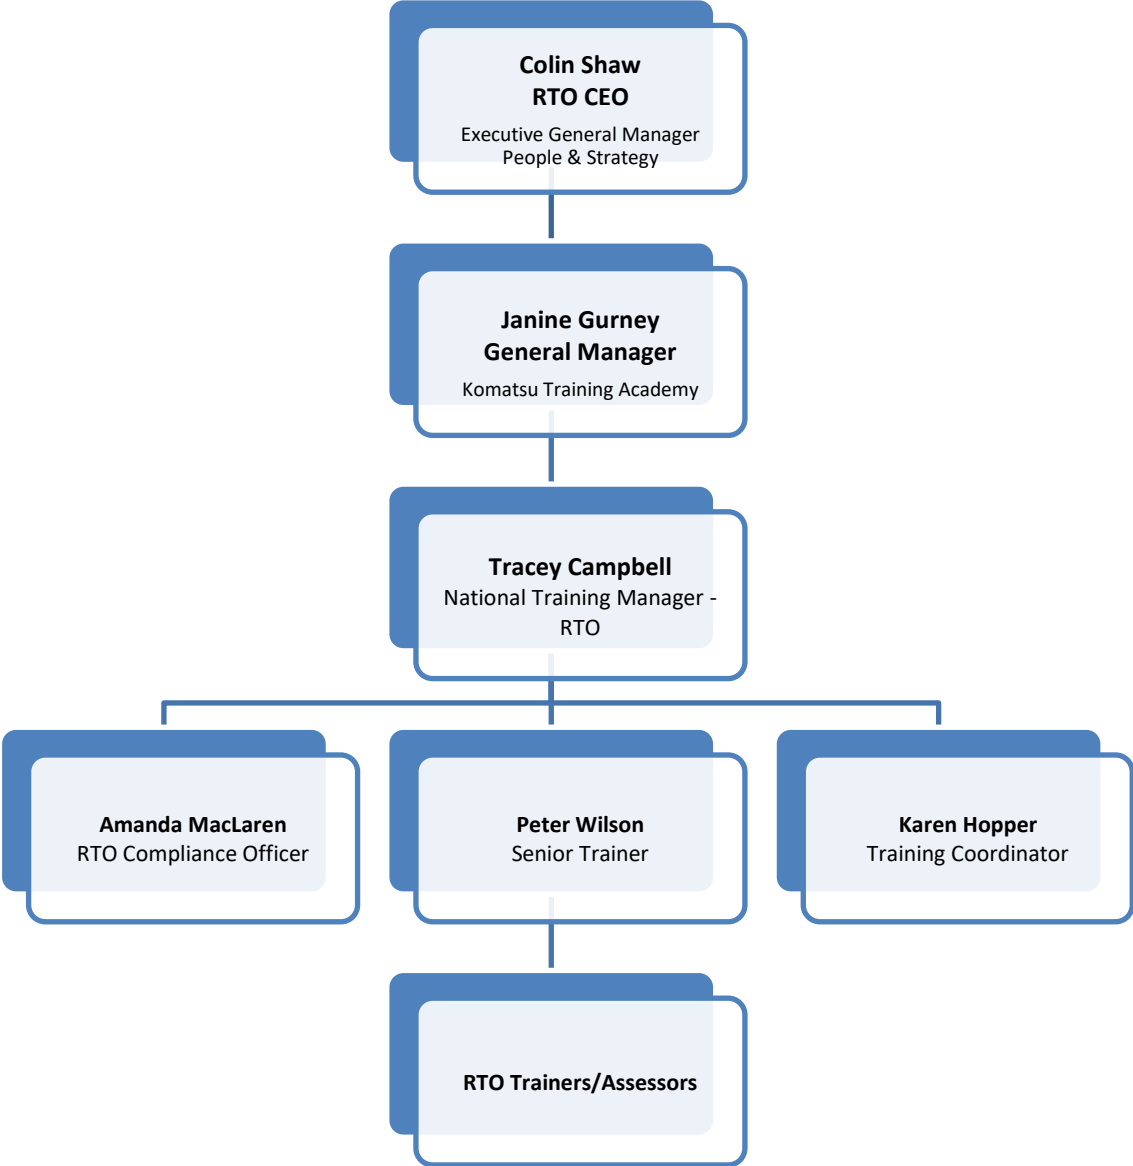 Colin Shaw
RTO CEO
Executive General Manager
People & Strategy
Janine Gurney
General Manager
Komatsu Training Academy
Tracey Campbell
National Training Manager -
RTO
Amanda MacLaren
RTO Compliance Officer
Peter Wilson
Senior Trainer
Karen Hopper
Training Coordinator
RTO Trainers/Assessors